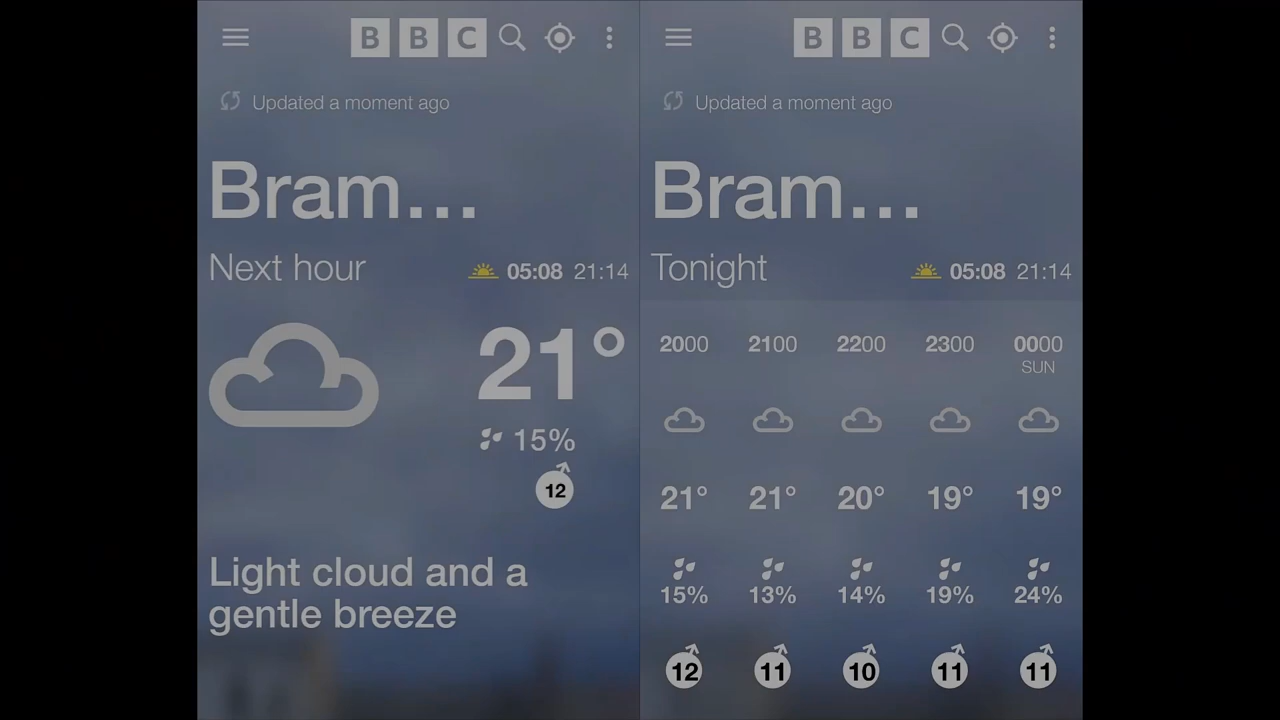 BBC
Updated a moment ago
Bram...
Next hour
05:08 21:14
21°
15%
12
Light cloud and a
gentle breeze
BBC
Updated a moment ago
Bram...
Tonight
05:08 21:14
2000 2100 2200 2300 0000
SUN
21° 21° 20° 19° 19°
15% 13% 14% 19% 24%
12 11 10 11 11